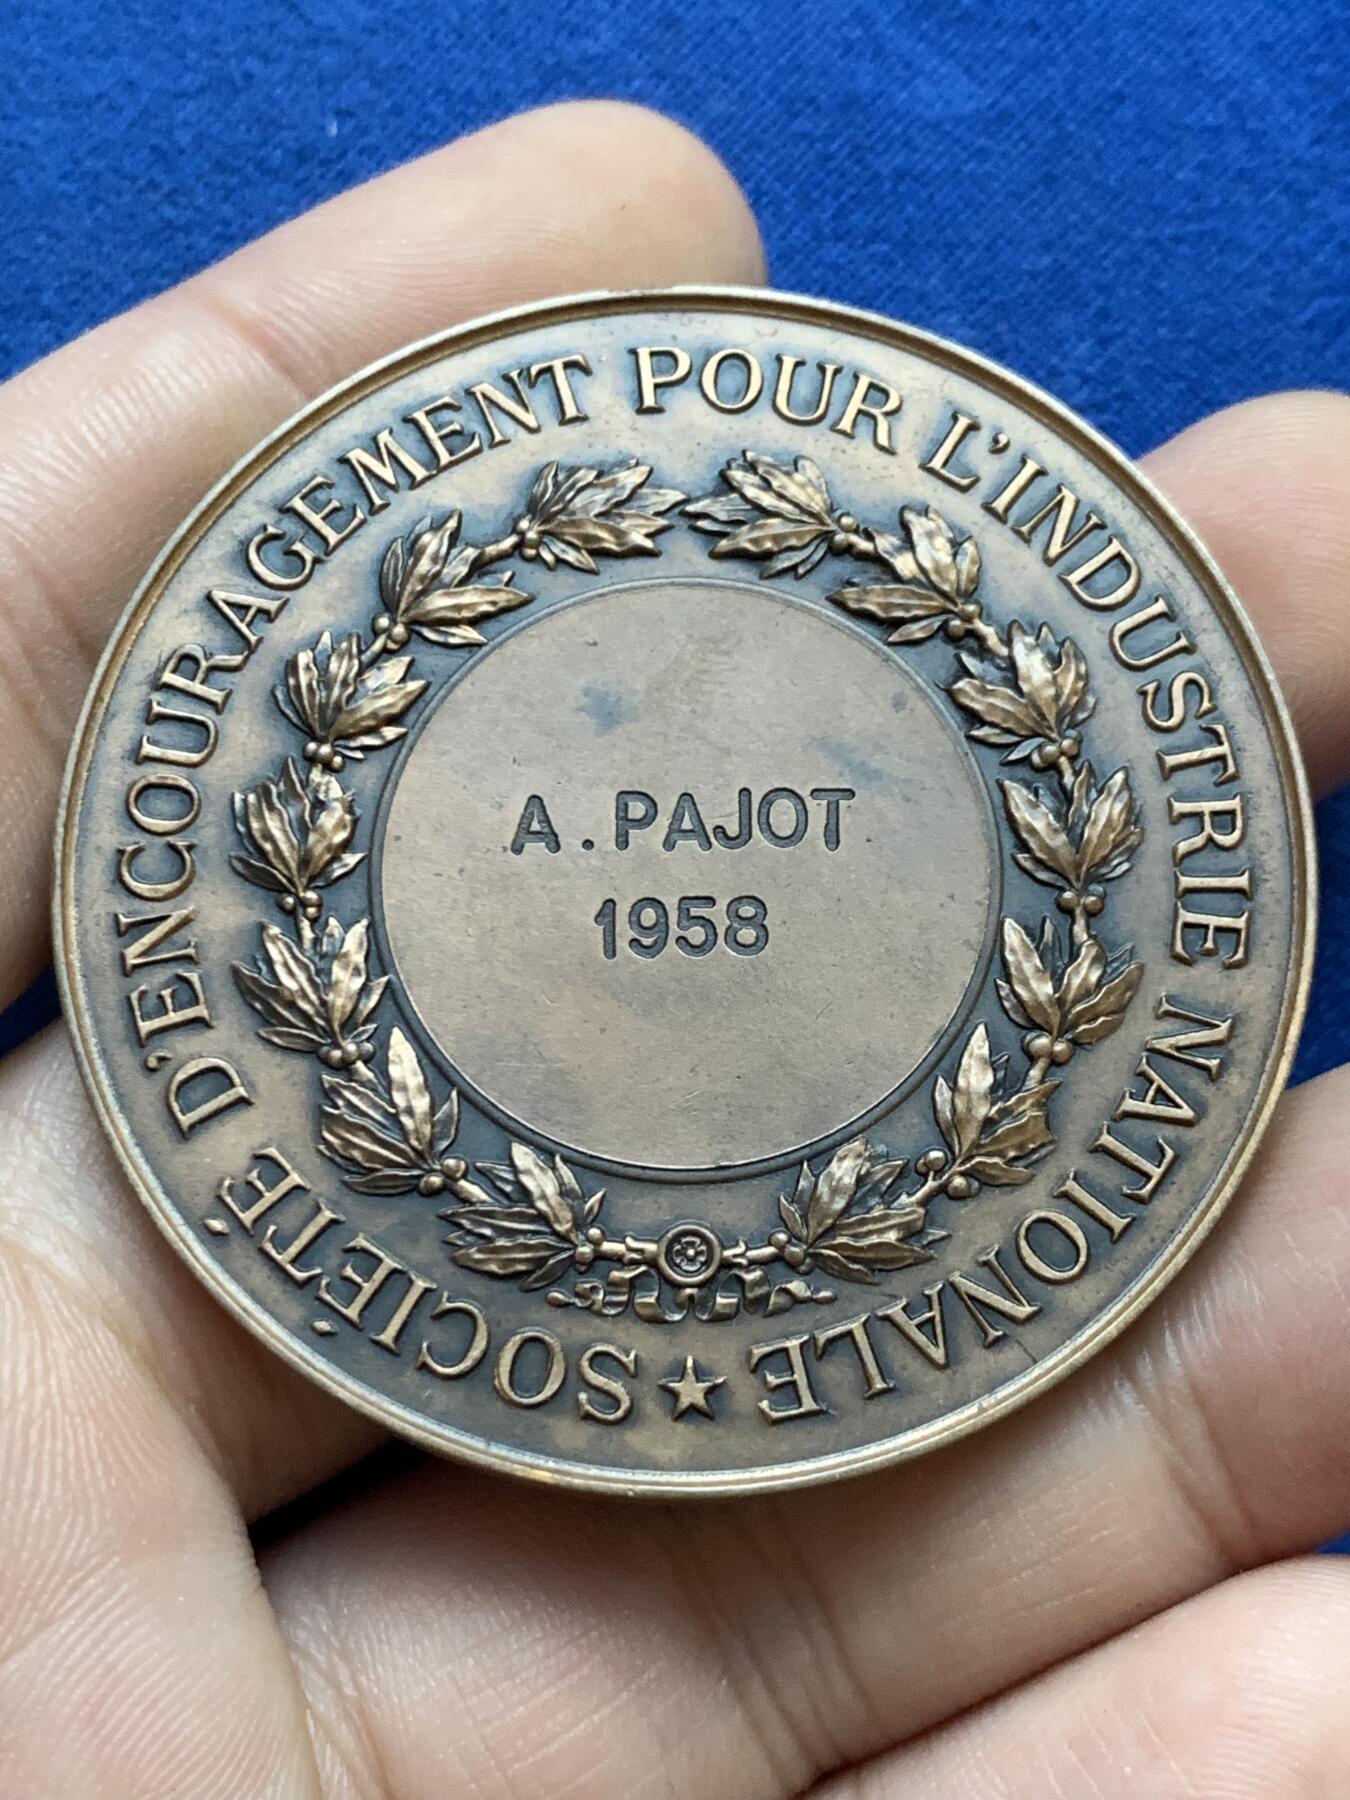 SOCIÉTÉ D'ENCOURAGEMENT POUR L'INDUSTRIE NATIONALE ★
A. PAJOT
1958